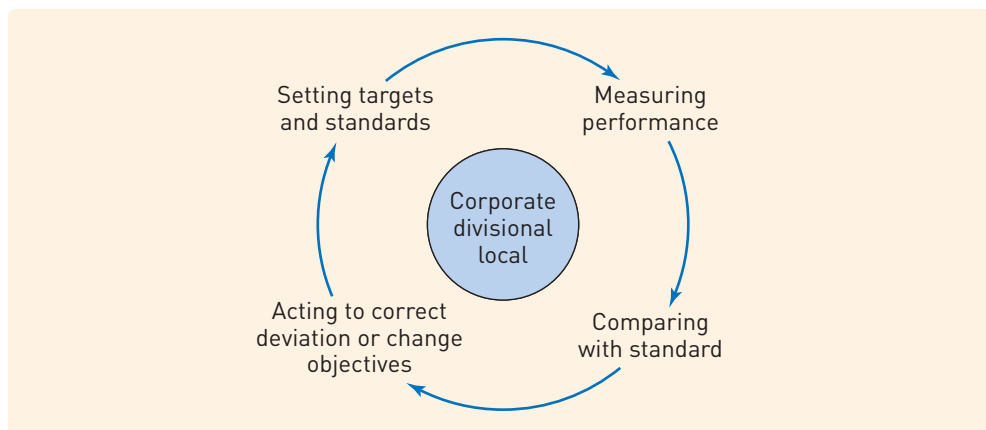 Setting targets
and standards
Measuring
performance
Corporate
divisional
local
Acting to correct
deviation or change
objectives
Comparing
with standard